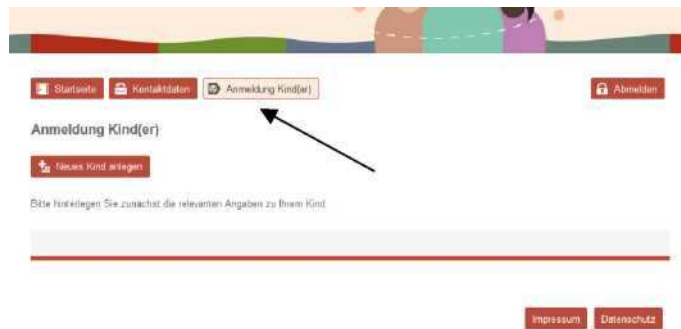 Startseite Kontaktdaten Anmeldung Kind(er) Abmelden
Anmeldung Kind(er)
Neues Kind anlegen
Bitte hinterlegen Sie zunächst die relevanten Angaben zu Ihrem Kind
Impressum Datenschutz